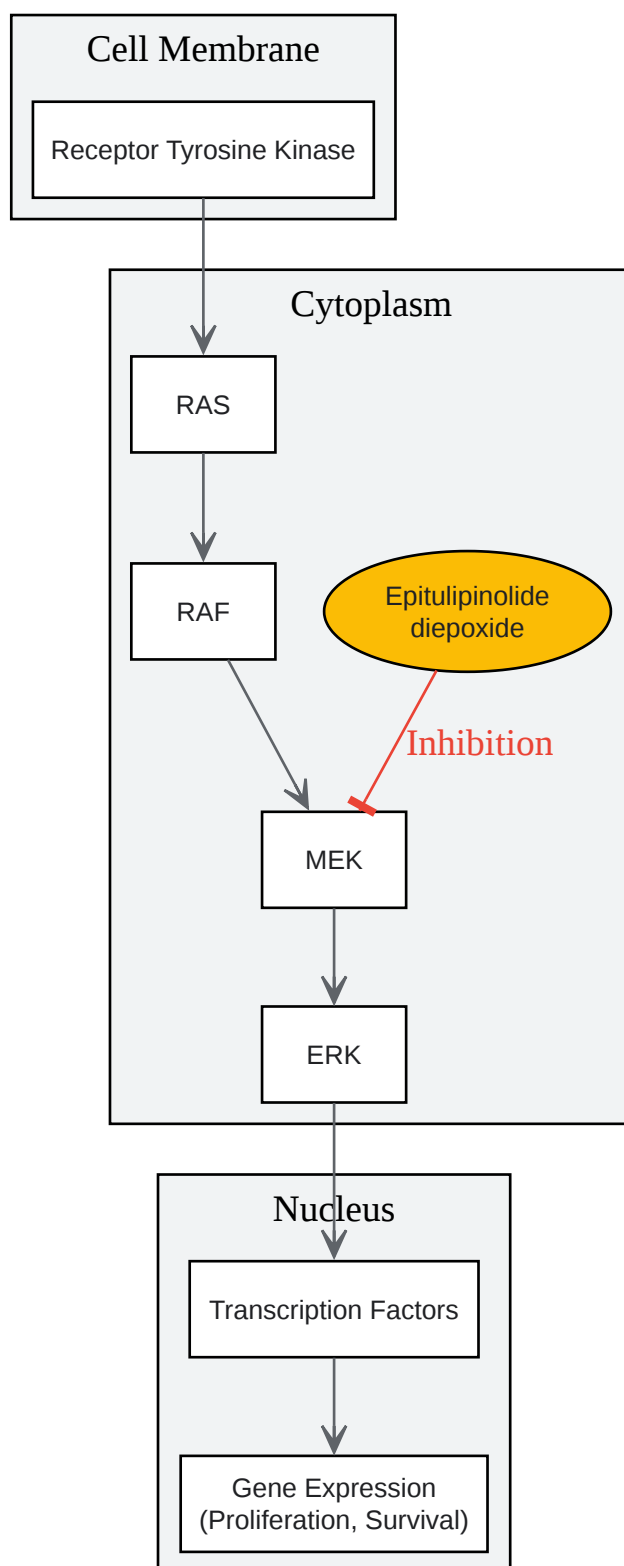 Cell Membrane
Receptor Tyrosine Kinase
Cytoplasm
RAS
RAF
Epitulipinolide
diepoxide
Inhibition
MEK
ERK
Nucleus
Transcription Factors
Gene Expression
(Proliferation, Survival)